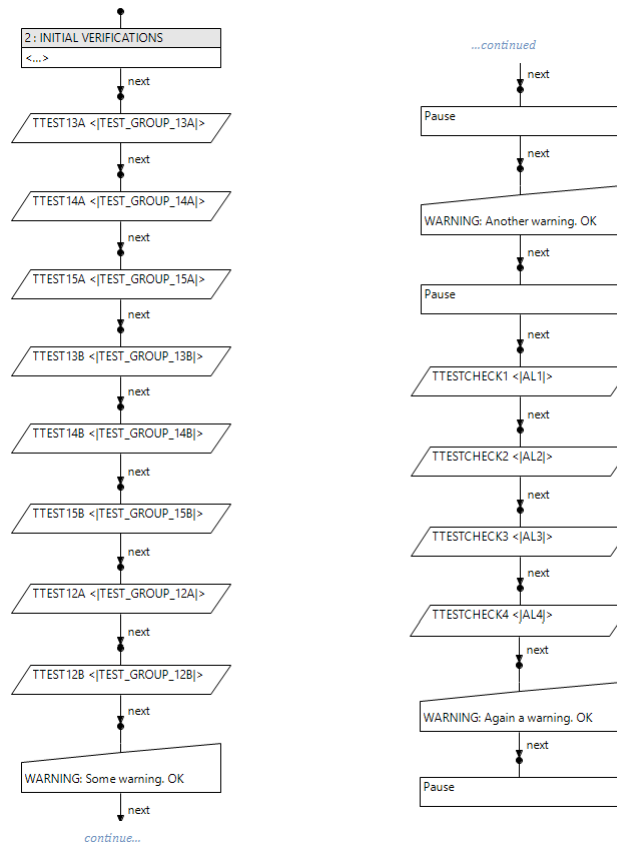 2 : INITIAL VERIFICATIONS
<...>
next
TTEST13A <|TEST_GROUP_13A|>
next
TTEST14A <|TEST_GROUP_14A|>
next
TTEST15A <|TEST_GROUP_15A|>
next
TTEST13B <|TEST_GROUP_13B|>
next
TTEST14B <|TEST_GROUP_14B|>
next
TTEST15B <|TEST_GROUP_15B|>
next
TTEST12A <|TEST_GROUP_12A|>
next
TTEST12B <|TEST_GROUP_12B|>
next
WARNING: Some warning. OK
next
continue...
...continued
next
Pause
next
WARNING: Another warning. OK
next
Pause
next
TTESTCHECK1 <|AL1|>
next
TTESTCHECK2 <|AL2|>
next
TTESTCHECK3 <|AL3|>
next
TTESTCHECK4 <|AL4|>
next
WARNING: Again a warning. OK
next
Pause